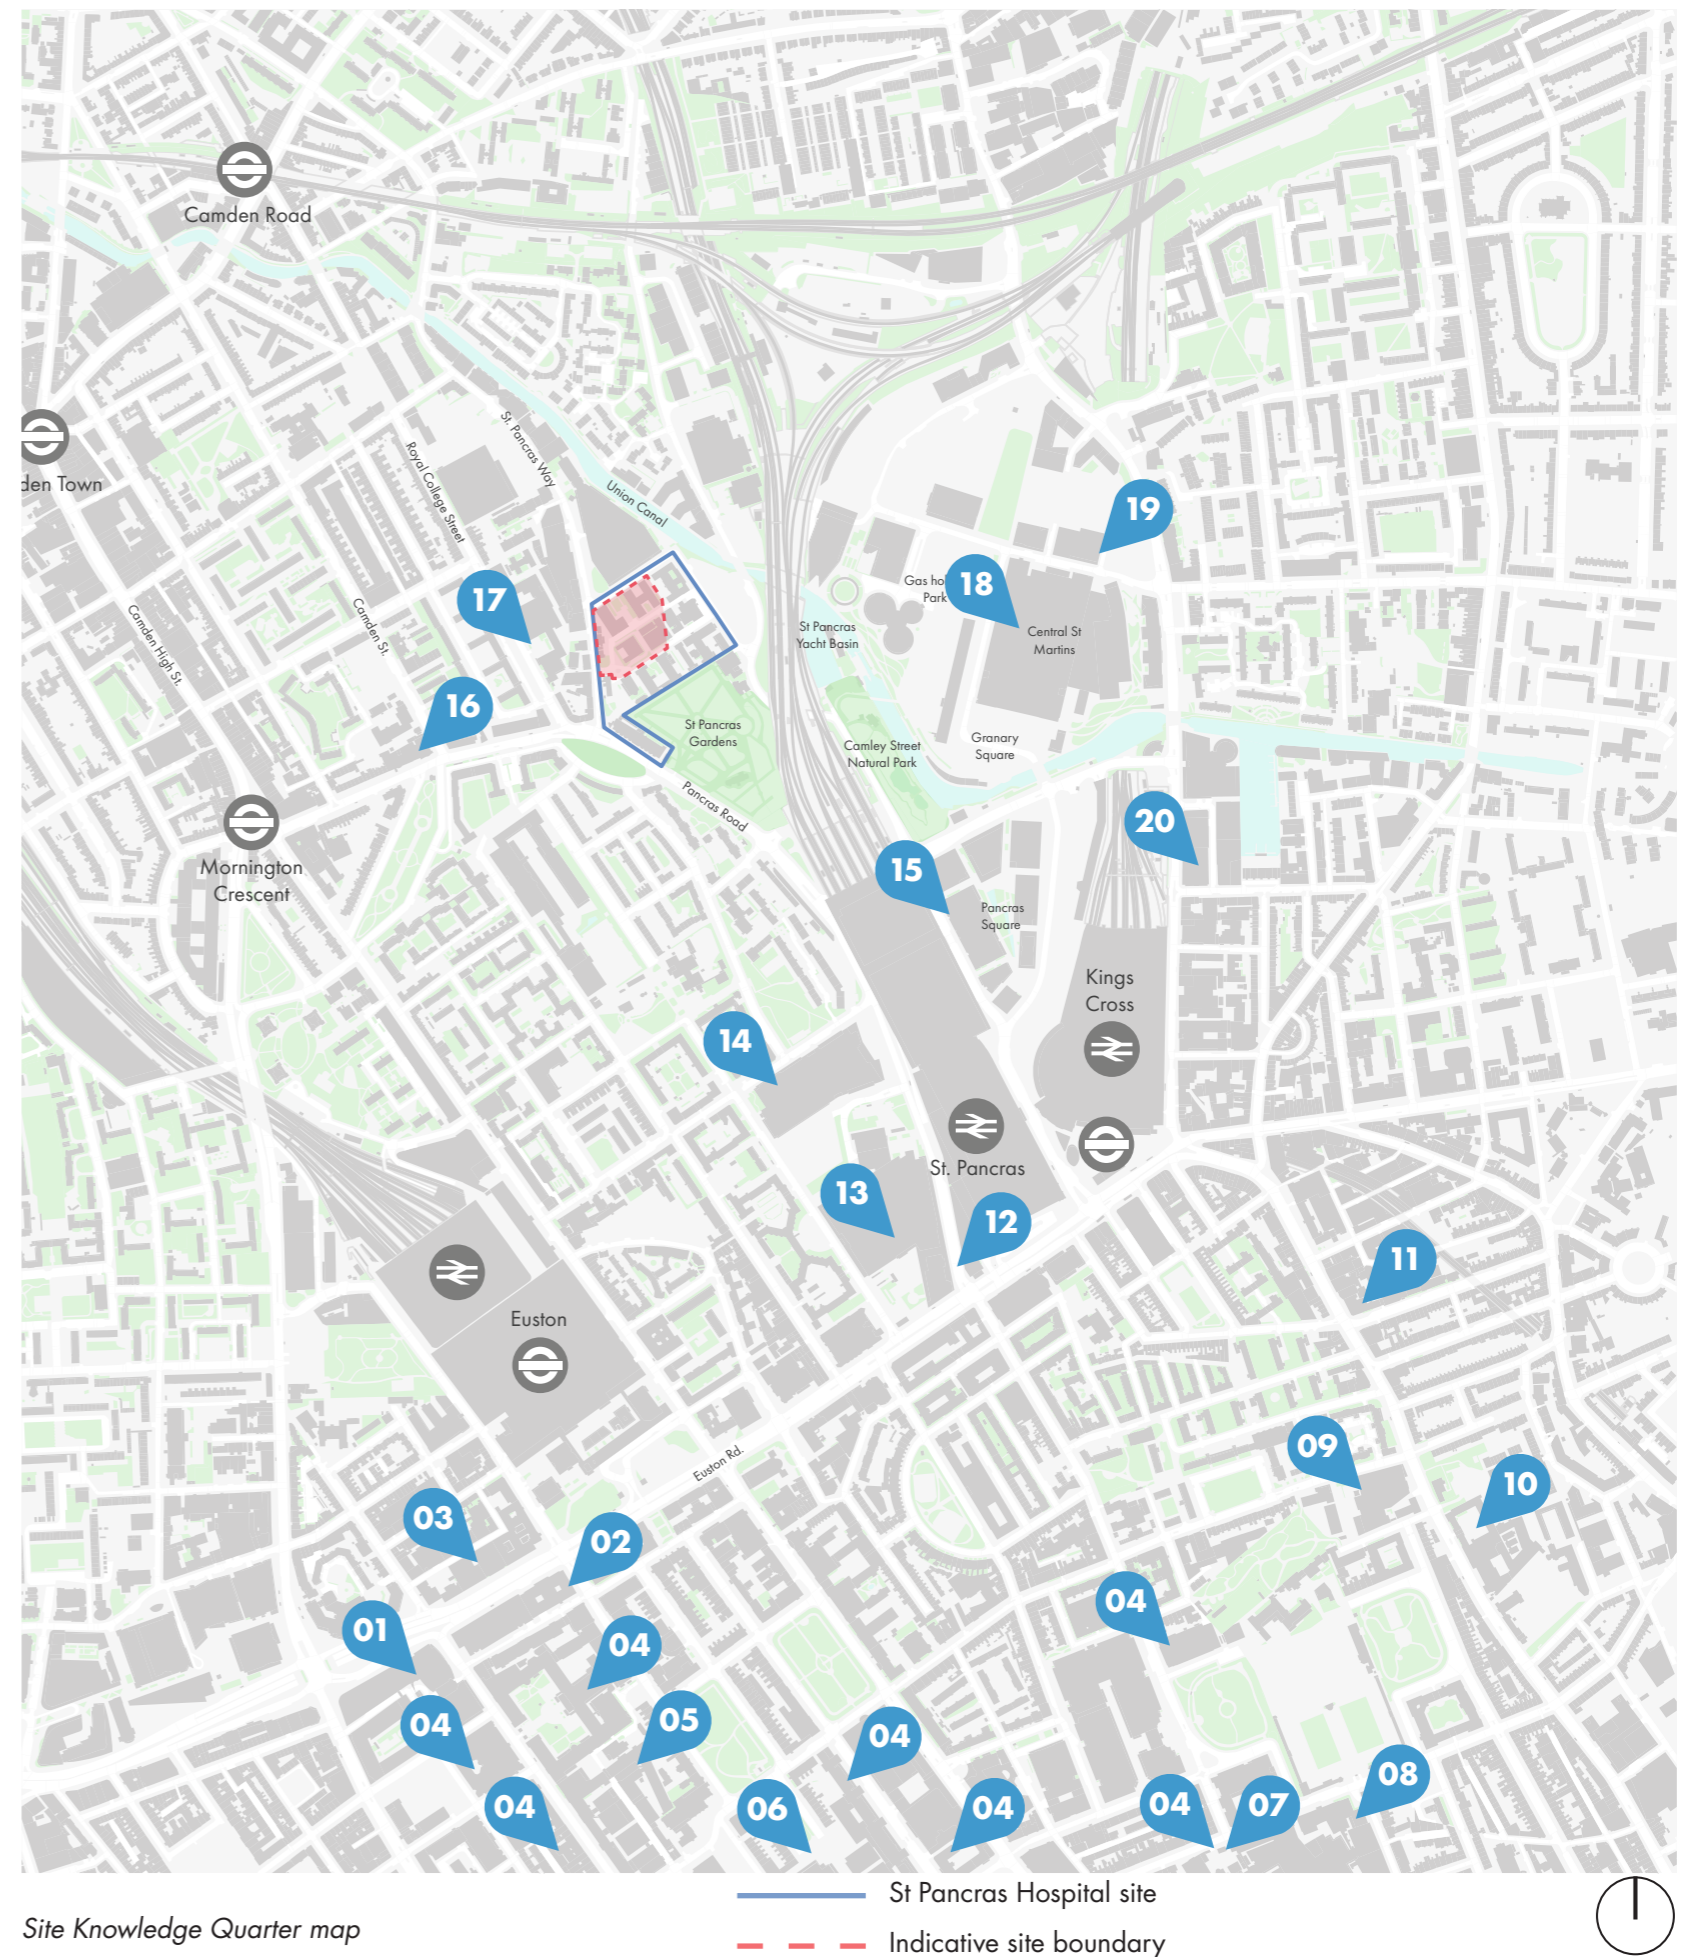 Camden Road
den Town
St. Pancras Way
Royal College Street
Union Canal
19
17
Gas ho
Park
18
Camden High St.
Camden St.
St Pancras
Yacht Basin
Central St
Martins
16
St Pancras
Gardens
Camley Street
Natural Park
Granary
Square
Pancras Road
20
Mornington
Crescent
15
Pancras
Square
Kings
Cross
14
St. Pancras
13
12
11
Euston
Euston Rd.
09
10
03
02
04
01
04
04
05
04
08
04
06
04
04
07
St Pancras Hospital site
Site Knowledge Quarter map
Indicative site boundary